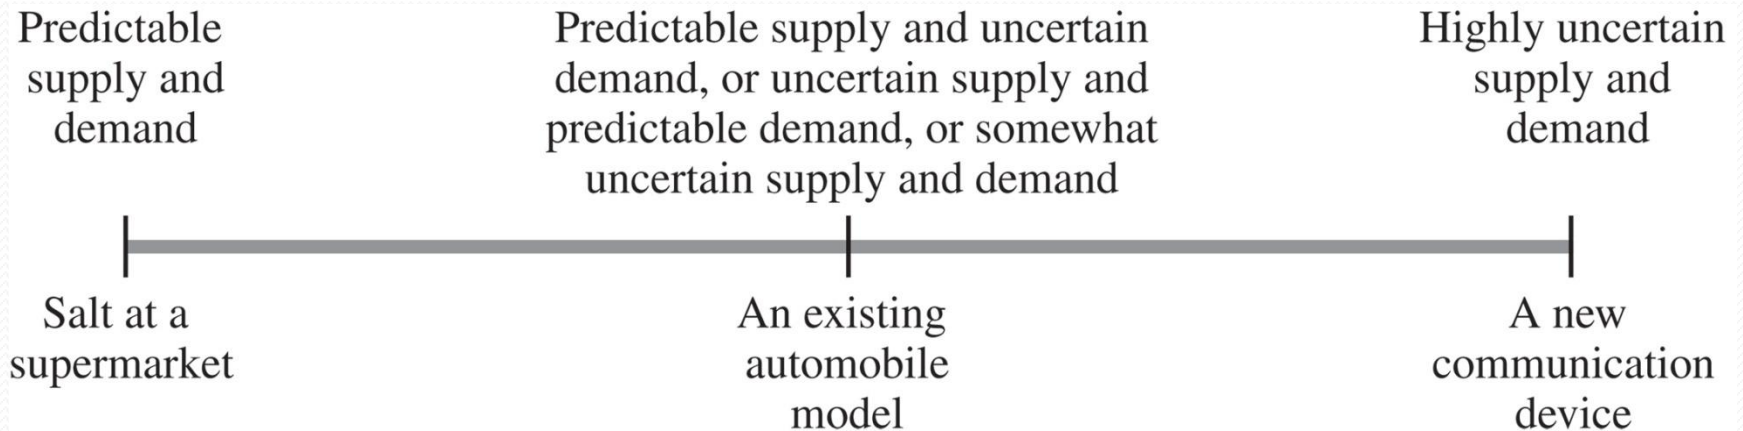 Predictable
supply and
demand
Predictable supply and uncertain
demand, or uncertain supply and
predictable demand, or somewhat
uncertain supply and demand
Highly uncertain
supply and
demand
Salt at a
supermarket
An existing
automobile
model
A new
communication
device